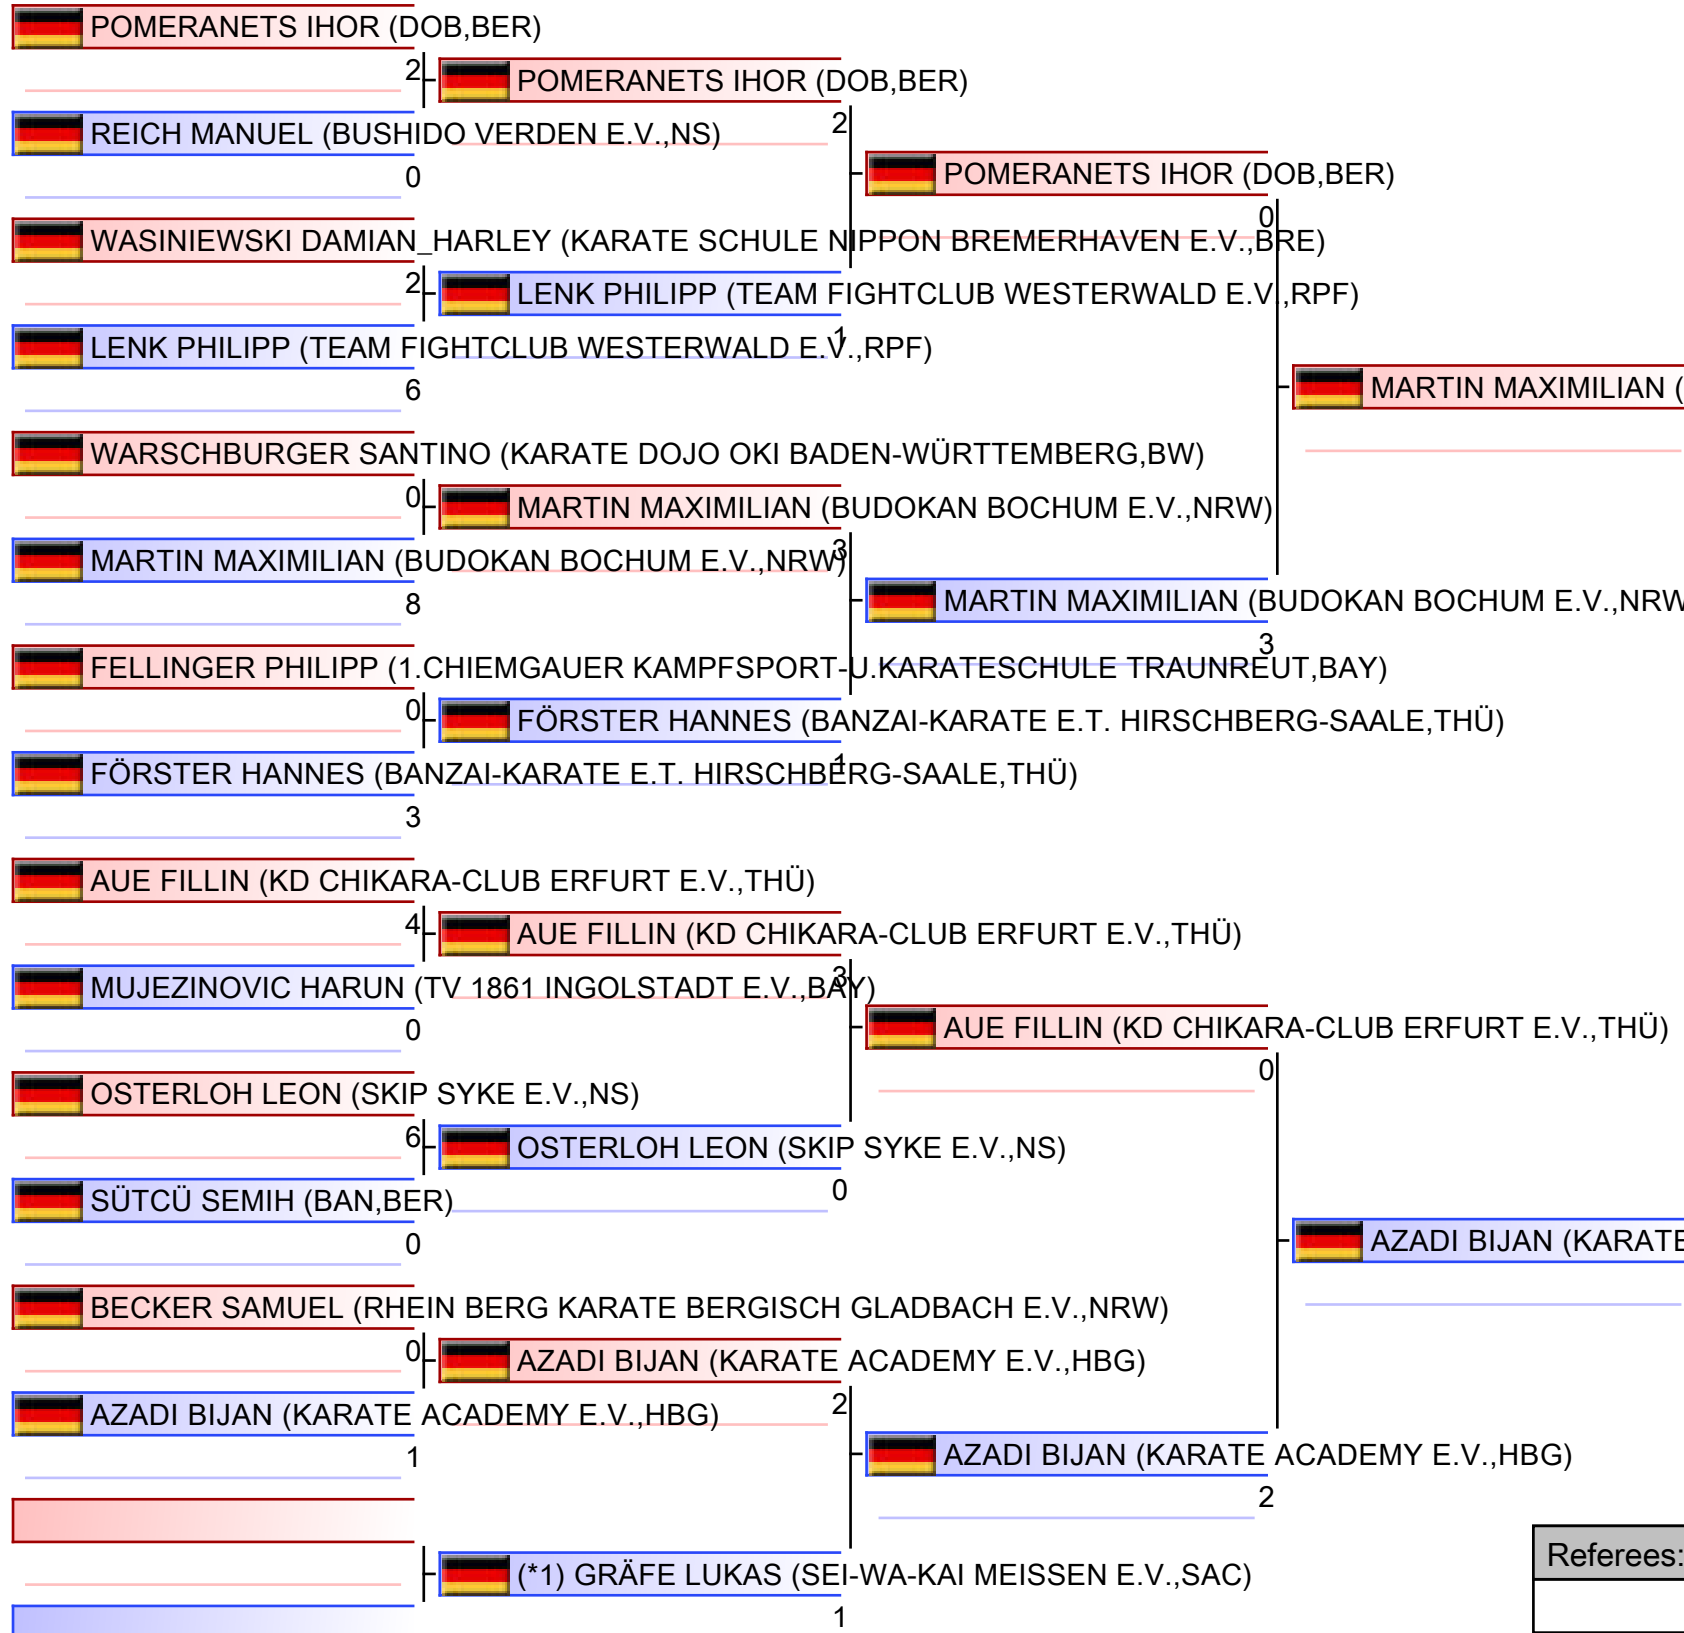 POMERANETS IHOR (DOB,BER)
2
POMERANETS IHOR (DOB,BER)
REICH MANUEL (BUSHIDO VERDEN E.V.,NS)
2
0
POMERANETS IHOR (DOB,BER)
0
WASINIEWSKI DAMIAN_HARLEY (KARATE SCHULE NIPPON BREMERHAVEN E.V.,BRE)
2
LENK PHILIPP (TEAM FIGHTCLUB WESTERWALD E.V.,RPF)
LENK PHILIPP (TEAM FIGHTCLUB WESTERWALD E.V.,RPF)
1
6
MARTIN MAXIMILIAN (
WARSCHBURGER SANTINO (KARATE DOJO OKI BADEN-WÜRTTEMBERG,BW)
0
MARTIN MAXIMILIAN (BUDOKAN BOCHUM E.V.,NRW)
MARTIN MAXIMILIAN (BUDOKAN BOCHUM E.V.,NRW)
3
8
MARTIN MAXIMILIAN (BUDOKAN BOCHUM E.V.,NRW
3
FELLINGER PHILIPP (1.CHIEMGAUER KAMPFSPORT-U.KARATESCHULE TRAUNREUT,BAY)
0
FÖRSTER HANNES (BANZAI-KARATE E.T. HIRSCHBERG-SAALE,THÜ)
FÖRSTER HANNES (BANZAI-KARATE E.T. HIRSCHBERG-SAALE,THÜ)
1
3
AUE FILLIN (KD CHIKARA-CLUB ERFURT E.V.,THÜ)
4
AUE FILLIN (KD CHIKARA-CLUB ERFURT E.V.,THÜ)
MUJEZINOVIC HARUN (TV 1861 INGOLSTADT E.V.,BAY)
3
0
AUE FILLIN (KD CHIKARA-CLUB ERFURT E.V.,THÜ)
0
OSTERLOH LEON (SKIP SYKE E.V.,NS)
6
OSTERLOH LEON (SKIP SYKE E.V.,NS)
SÜTCÜ SEMIH (BAN,BER)
0
0
AZADI BIJAN (KARATE
BECKER SAMUEL (RHEIN BERG KARATE BERGISCH GLADBACH E.V.,NRW)
0
AZADI BIJAN (KARATE ACADEMY E.V.,HBG)
AZADI BIJAN (KARATE ACADEMY E.V.,HBG)
2
1
AZADI BIJAN (KARATE ACADEMY E.V.,HBG)
2
Referees:
(*1) GRÄFE LUKAS (SEI-WA-KAI MEISSEN E.V.,SAC)
1